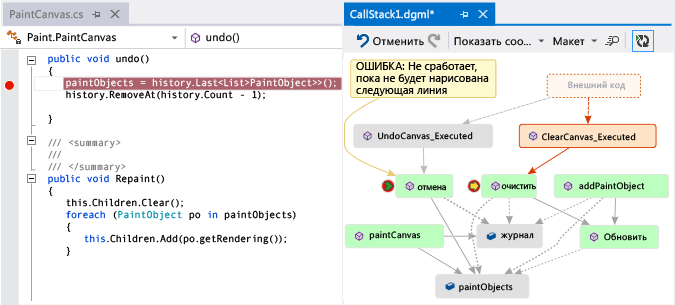 PaintCanvas.cs
Paint.PaintCanvas
undo()
public void undo()
{
paintObjects = history.Last<List>PaintObject>>();
history.RemoveAt(history.Count - 1);
}
/// <summary>
///
/// </summary>
public void Repaint()
{
this.Children.Clear();
foreach (PaintObject po in paintObjects)
{
this.Children.Add(po.getRendering());
}
CallStack1.dgml*
Отменить
Показать соо...
Макет
ОШИБКА: Не сработает,
пока не будет нарисована
следующая линия
Внешний код
UndoCanvas_Executed
ClearCanvas_Executed
отмена
очистить
addPaintObject
paintCanvas
журнал
Обновить
paintObjects